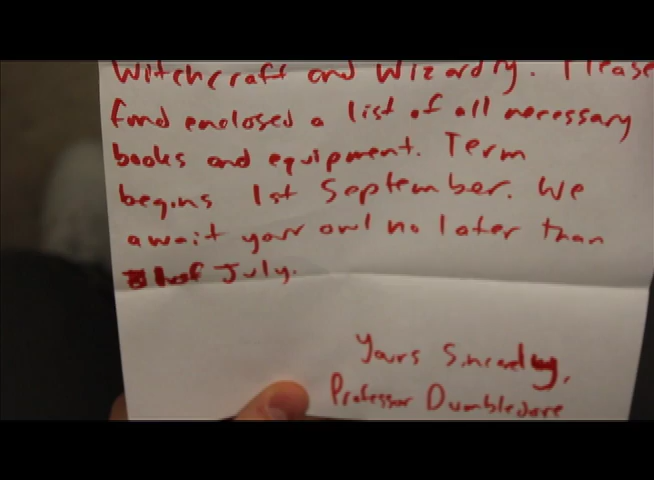 Witchcraft and Wizardry. Please
find enclosed a list of all necessary
books and equipment. Term
begins 1st September. We
await your owl no later than
of July.
Yours Sincerely,
Professor Dumbledore